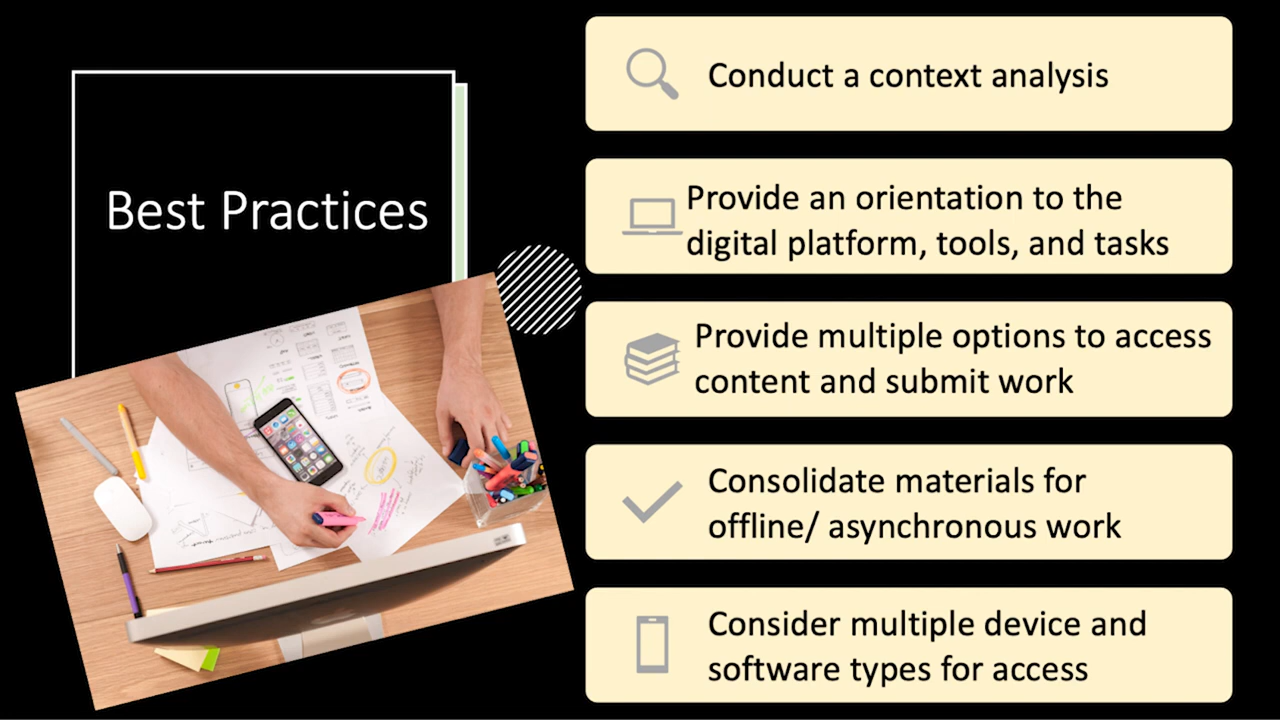 Best Practices
Conduct a context analysis
Provide an orientation to the
digital platform, tools, and tasks
Provide multiple options to access
content and submit work
Consolidate materials for
offline/ asynchronous work
Consider multiple device and
software types for access